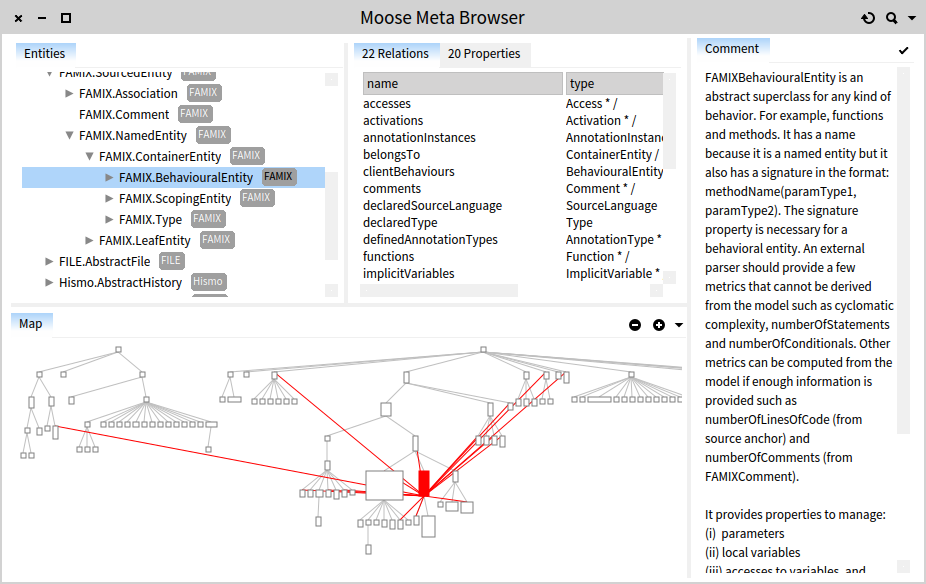 Moose Meta Browser
Entities
FAMIX.SourcedEntity FAMIX
FAMIX.Association FAMIX
FAMIX.Comment FAMIX
FAMIX.NamedEntity FAMIX
FAMIX.ContainerEntity FAMIX
FAMIX.BehaviouralEntity FAMIX
FAMIX.ScopingEntity FAMIX
FAMIX.Type FAMIX
FAMIX.LeafEntity FAMIX
FILE.AbstractFile FILE
Hismo.AbstractHistory Hismo
22 Relations 20 Properties
name type
accesses Access * /
activations Activation * /
annotationInstances AnnotationInstanc
belongsTo ContainerEntity /
clientBehaviours BehaviouralEntity
comments Comment * /
declaredSourceLanguage SourceLanguage
declaredType Type
definedAnnotationTypes AnnotationType *
functions Function * /
implicitVariables ImplicitVariable *
Comment
FAMIXBehaviouralEntity is an
abstract superclass for any kind of
behavior. For example, functions
and methods. It has a name
because it is a named entity but it
also has a signature in the format:
methodName(paramType1,
paramType2). The signature
property is necessary for a
behavioral entity. An external
parser should provide a few
metrics that cannot be derived
from the model such as cyclomatic
complexity, numberOfStatements
and numberOfConditionals. Other
metrics can be computed from the
model if enough information is
provided such as
numberOfLinesOfCode (from
source anchor) and
numberOfComments (from
FAMIXComment).
It provides properties to manage:
(i) parameters
(ii) local variables
(iii) accesses to variables, and
Map